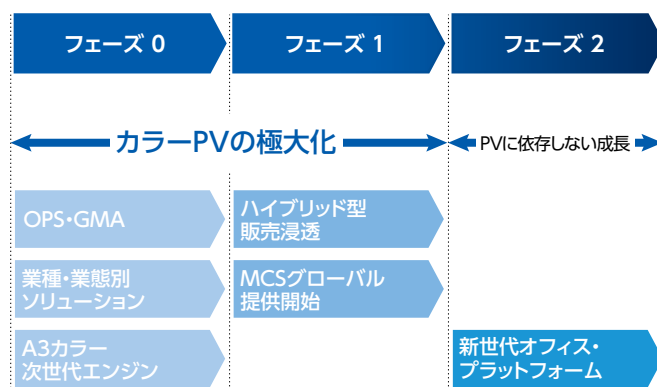 フェーズ 0
フェーズ 1
フェーズ 2
カラーPVの極大化
PVに依存しない成長
OPS・GMA
ハイブリッド型
販売浸透
業種・業態別
ソリューション
MCSグローバル
提供開始
A3カラー
次世代エンジン
新世代オフィス・
プラットフォーム